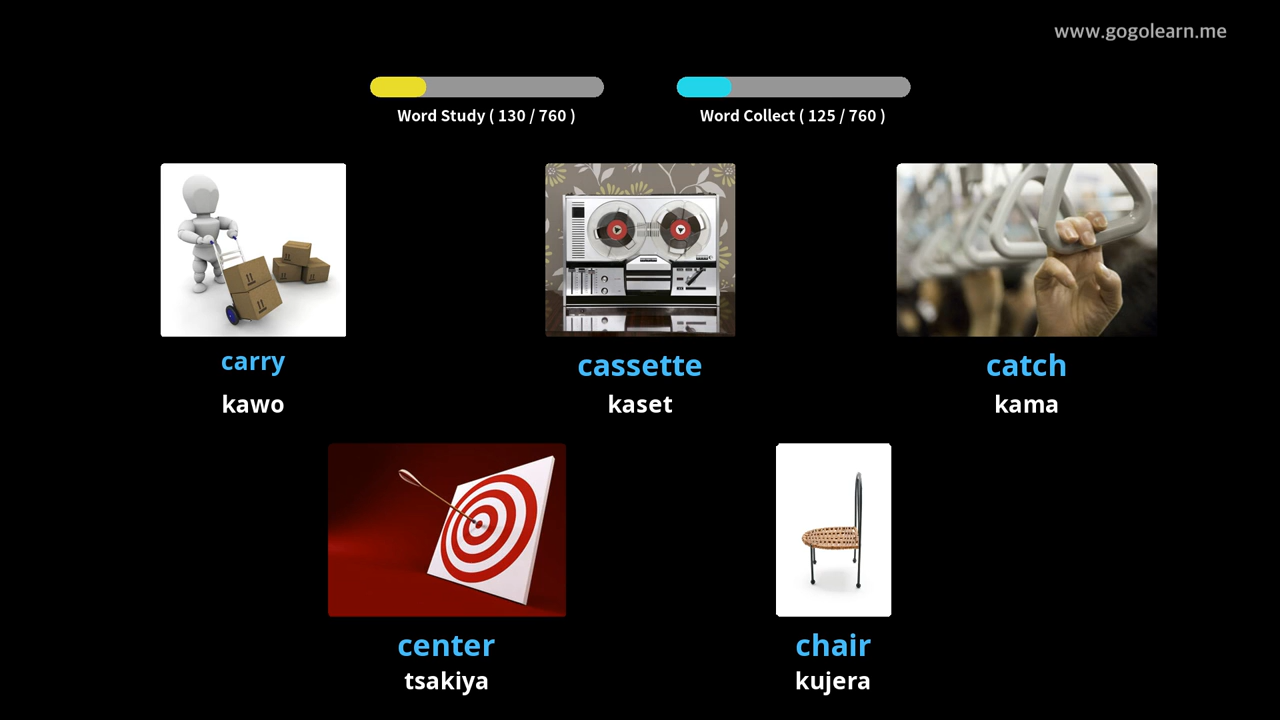 www.gogolearn.me
Word Study ( 130 / 760 )
Word Collect ( 125 / 760 )
carry
kawo
cassette
kaset
catch
kama
center
tsakiya
chair
kujera